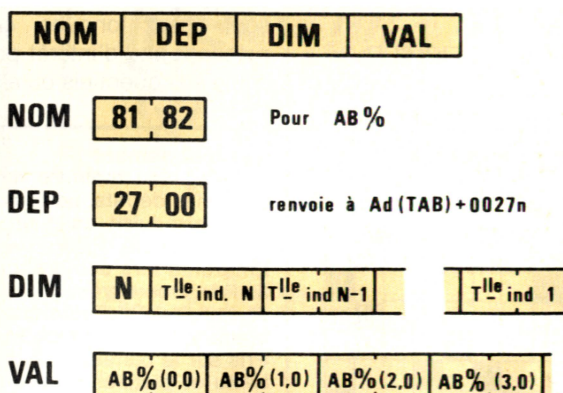 NOM DEP DIM VAL
NOM 81 82 Pour AB%
DEP 27 00 renvoie à Ad (TAB)+0027n
DIM N Tlle ind. N Tlle ind N-1 Tlle ind 1
VAL AB%(0,0) AB%(1,0) AB%(2,0) AB% (3,0)